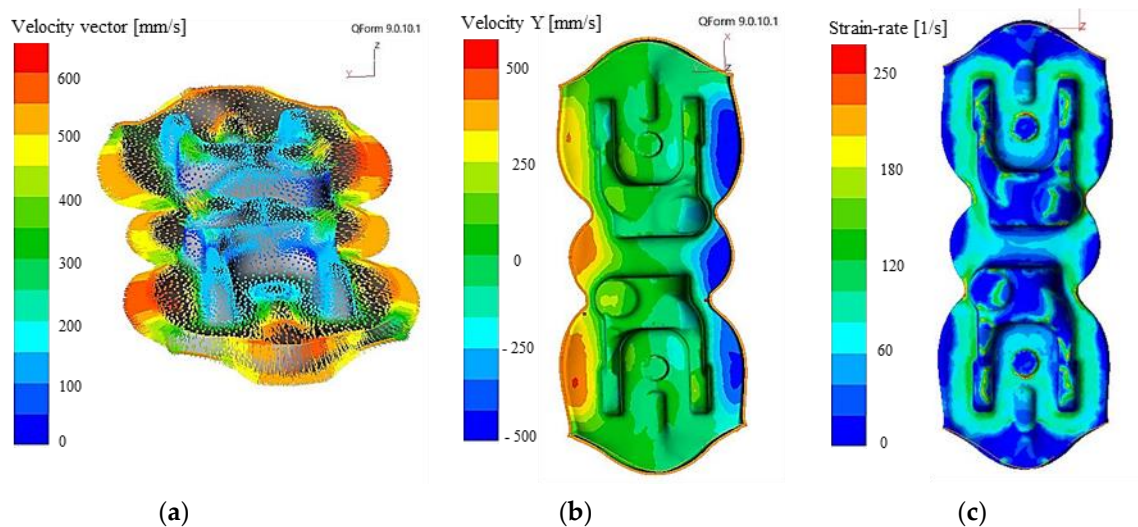 Velocity vector [mm/s]
QForm 9.0.10.1
Y
Z
600
500
400
300
200
100
0
(a)
Velocity Y [mm/s]
QForm 9.0.10.1
X
Y
Z
500
250
0
- 250
- 500
(b)
Strain-rate [1/s]
Z
250
180
120
60
0
(c)